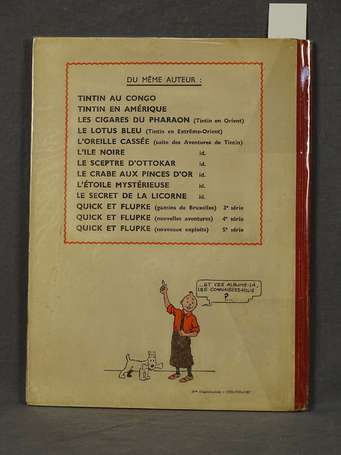 DU MÊME AUTEUR :
TINTIN AU CONGO
TINTIN EN AMÉRIQUE
LES CIGARES DU PHARAON (Tintin en Orient)
LE LOTUS BLEU (Tintin en Extrême-Orient)
L'OREILLE CASSÉE (suite des Aventures de Tintin)
L'ILE NOIRE id.
LE SCEPTRE D'OTTOKAR id.
LE CRABE AUX PINCES D'OR id.
L'ÉTOILE MYSTÉRIEUSE id.
LE SECRET DE LA LICORNE id.
QUICK ET FLUPKE (gamins de Bruxelles) 3e série
QUICK ET FLUPKE (nouvelles aventures) 4e série
QUICK ET FLUPKE (nouveaux exploits) 5e série
...ET CES ALBUMS-LÀ,
LES CONNAISSEZ-VOUS
?...